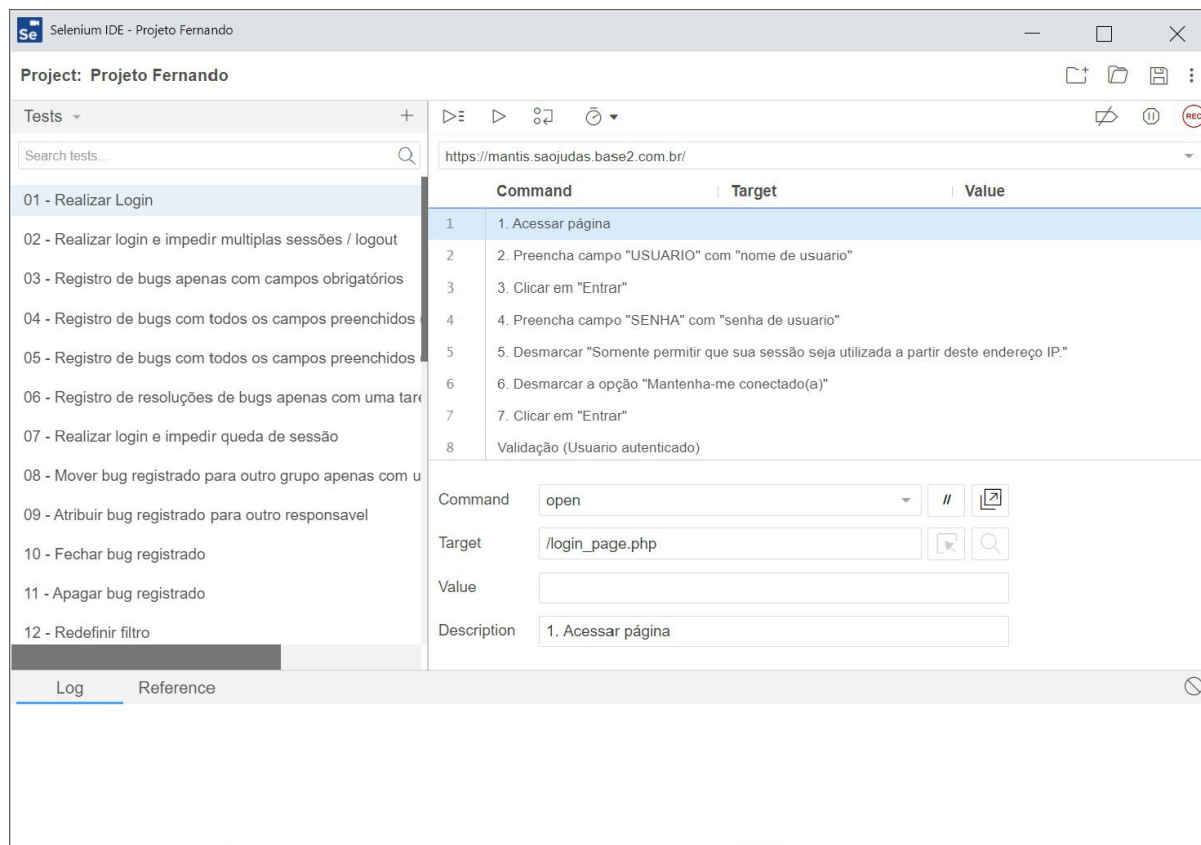 Se Selenium IDE - Projeto Fernando
Project: Projeto Fernando
Tests
Search tests...
01 - Realizar Login
02 - Realizar login e impedir multiplas sessões / logout
03 - Registro de bugs apenas com campos obrigatórios
04 - Registro de bugs com todos os campos preenchidos
05 - Registro de bugs com todos os campos preenchidos
06 - Registro de resoluções de bugs apenas com uma
07 - Realizar login e impedir queda de sessão
08 - Mover bug registrado para outro grupo apenas com
09 - Atribuir bug registrado para outro responsavel
10 - Fechar bug registrado
11 - Apagar bug registrado
12 - Redefinir filtro
REC
https://mantis.saojudas.base2.com.br/
Command Target Value
1 1. Acessar página
2 2. Preencha campo "USUARIO" com "nome de usuario"
3 3. Clicar em "Entrar"
4 4. Preencha campo "SENHA" com "senha de usuario"
5 5. Desmarcar "Somente permitir que sua sessão seja utilizada a partir deste endereço IP."
6 6. Desmarcar a opção "Mantenha-me conectado(a)"
7 7. Clicar em "Entrar"
8 Validação (Usuario autenticado)
Command open //
Target /login_page.php
Value
Description 1. Acessar página
Log Reference